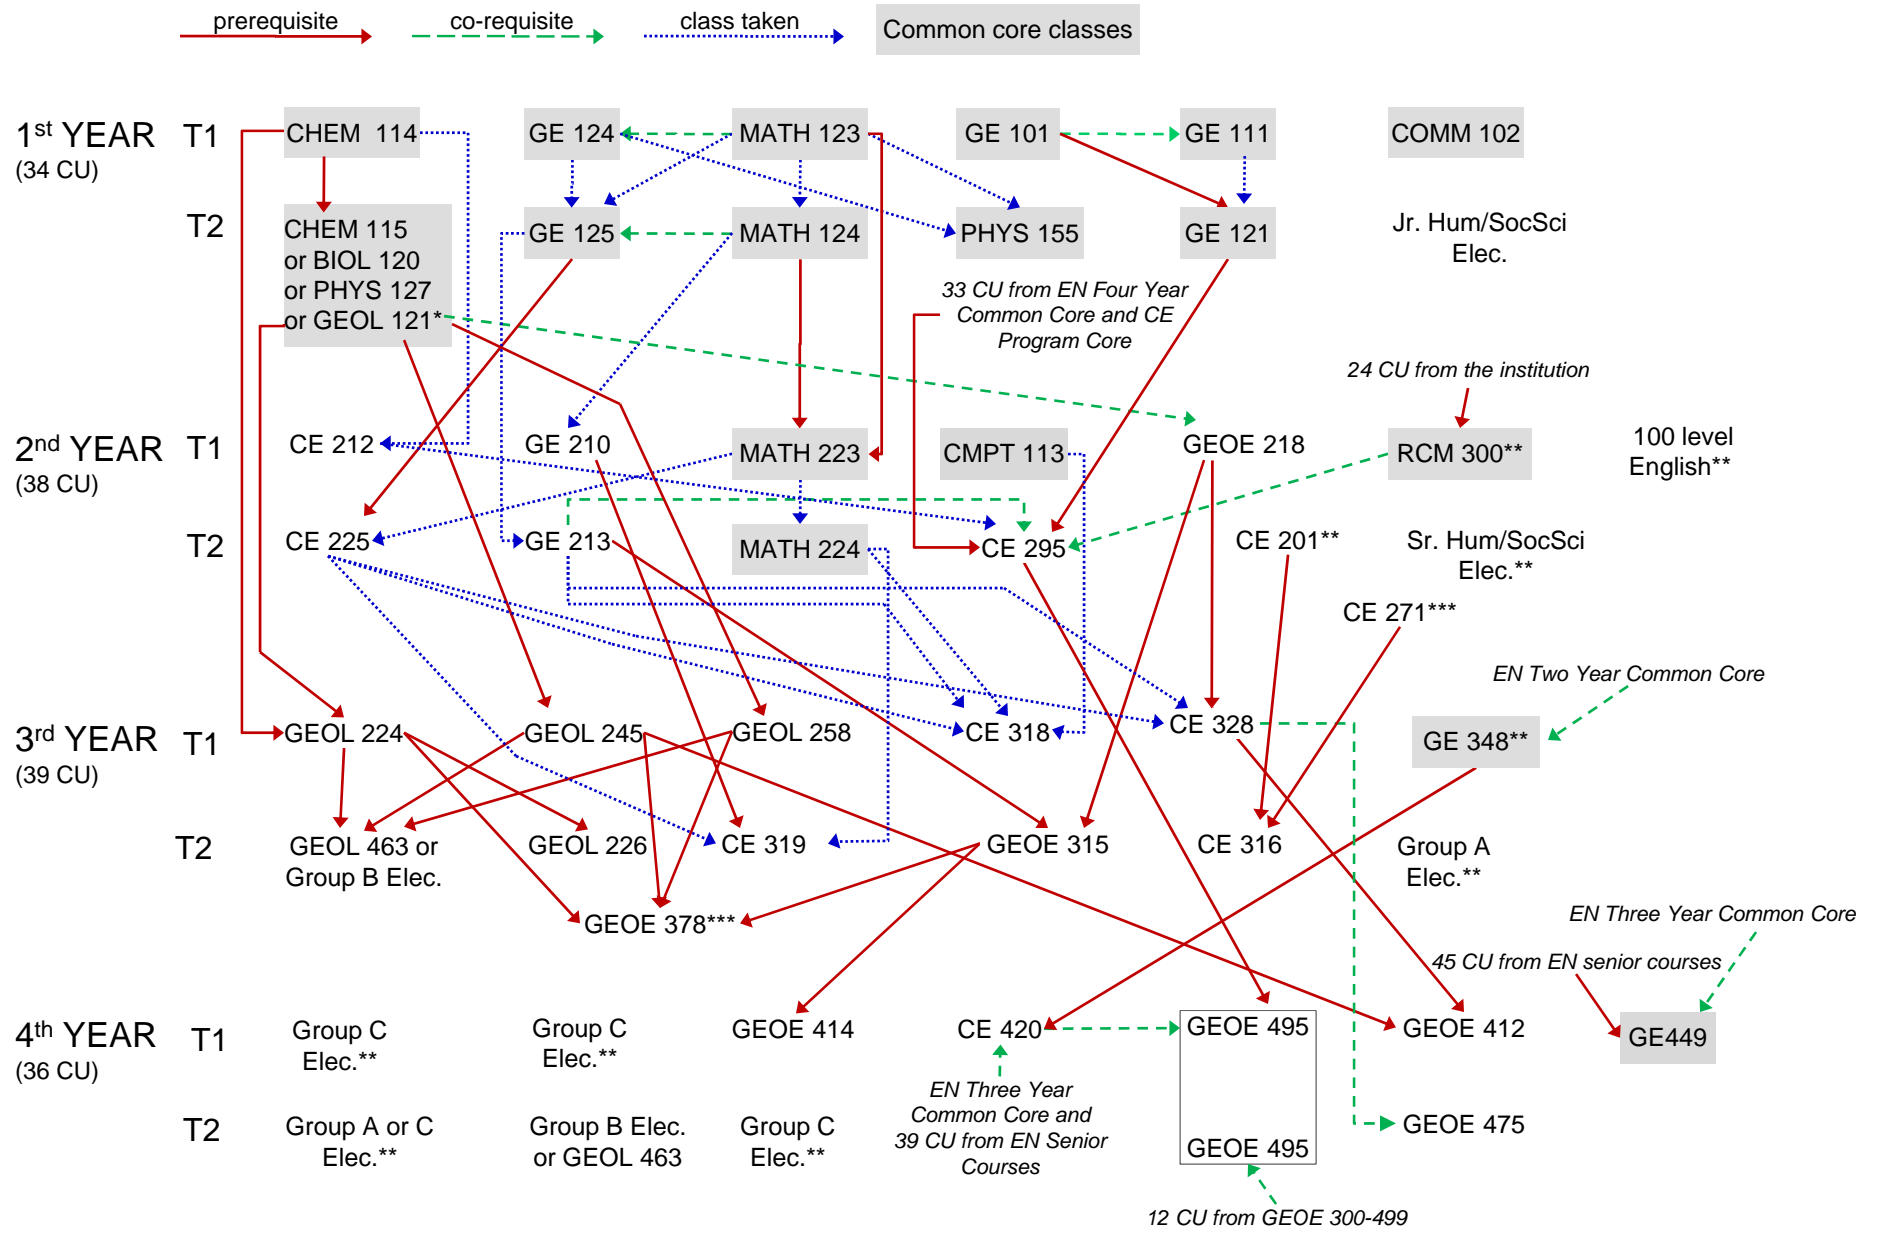 prerequisite
co-requisite
class taken
Common core classes
1st YEAR
(34 CU)
T1
CHEM 114
GE 124
MATH 123
GE 101
GE 111
COMM 102
T2
CHEM 115
or BIOL 120
or PHYS 127
or GEOL 121*
GE 125
MATH 124
PHYS 155
GE 121
Jr. Hum/SocSci
Elec.
33 CU from EN Four Year
Common Core and CE
Program Core
24 CU from the institution
2nd YEAR
(38 CU)
T1
CE 212
GE 210
MATH 223
CMPT 113
GEOE 218
RCM 300**
100 level
English**
T2
CE 225
GE 213
MATH 224
CE 295
CE 201**
Sr. Hum/SocSci
Elec.**
CE 271***
EN Two Year Common Core
3rd YEAR
(39 CU)
T1
GEOL 224
GEOL 245
GEOL 258
CE 318
CE 328
GE 348**
T2
GEOL 463 or
Group B Elec.
GEOL 226
CE 319
GEOE 315
CE 316
Group A
Elec.**
GEOE 378***
EN Three Year Common Core
45 CU from EN senior courses
4th YEAR
(36 CU)
T1
Group C
Elec.**
Group C
Elec.**
GEOE 414
CE 420
GEOE 495
GEOE 412
GE449
EN Three Year
Common Core and
39 CU from EN Senior
Courses
T2
Group A or C
Elec.**
Group B Elec.
or GEOL 463
Group C
Elec.**
GEOE 495
GEOE 475
12 CU from GEOE 300-499